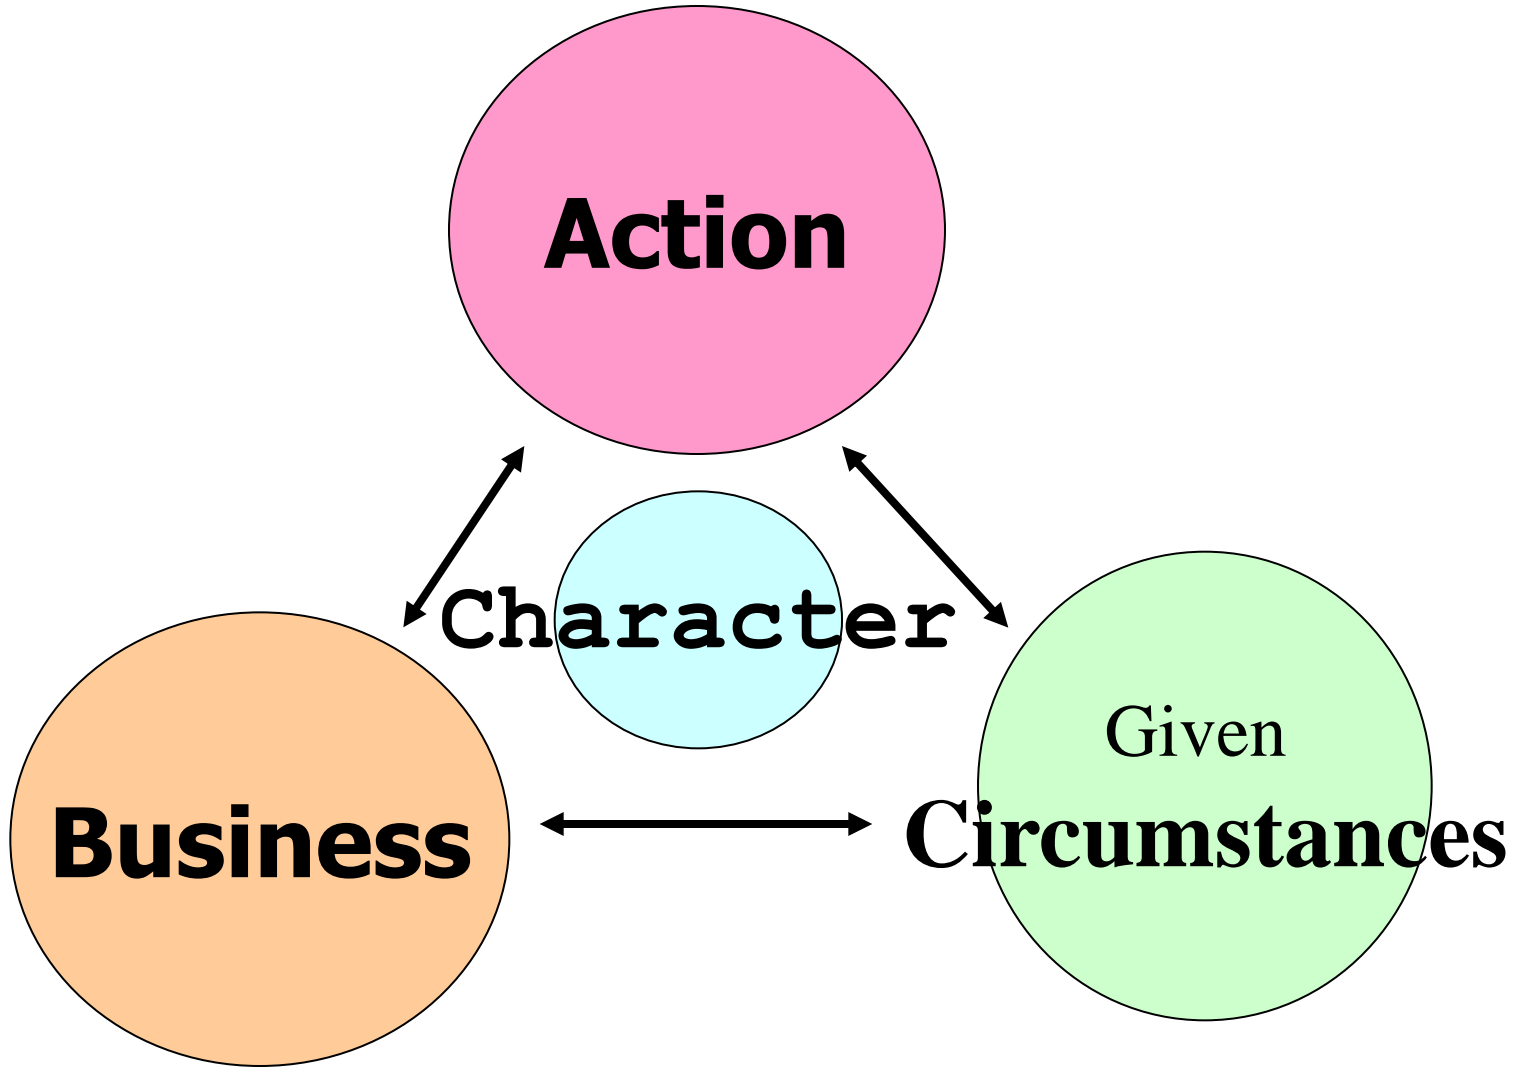 Action
Character
Given
Circumstances
Business